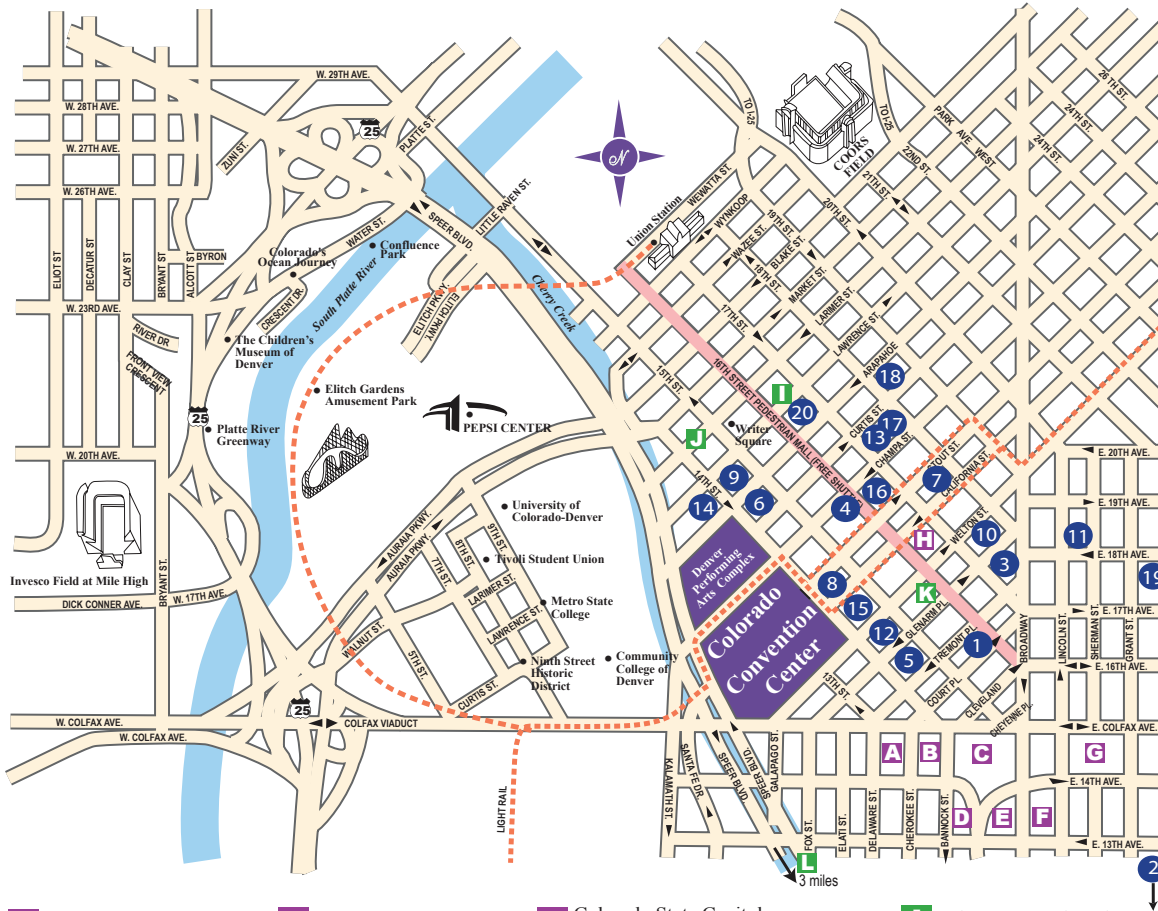 W. 29TH AVE.
W. 28TH AVE.
W. 27TH AVE.
W. 26TH AVE.
25
ZUNI ST.
PLATTE ST.
ELIOT ST
DECATUR ST
CLAY ST
BRYANT ST
ALCOTT ST
BYRON
W. 23RD AVE.
RIVER DR
FRONT VIEW
CRESCENT
WATER ST.
CRESCENT DR.
Colorado's
Ocean Journey
Confluence
Park
South Platte River
The Children's
Museum of
Denver
Elitch Gardens
Amusement Park
25
Platte River
Greenway
W. 20TH AVE.
Invesco Field at Mile High
DICK CONNER AVE.
BRYANT ST.
W. 17TH AVE.
SPEER BLVD.
LITTLE RAVEN ST.
ELITCH PKWY.
ELITCH PKWY.
Cherry Creek
PEPSI CENTER
N
TO I-25
COORS
FIELD
TO I-25
PARK AVE WEST
26 TH ST.
24TH ST.
24TH ST.
22ND ST.
21TH ST.
20TH ST.
Union Station
WEWATTA ST.
WYNKOOP
WAZEE ST.
19TH ST.
BLAKE ST.
18TH ST.
MARKET ST.
LARIMER ST.
17TH ST.
LAWRENCE ST.
ARAPAHOE
18
16TH STREET PEDESTRIAN MALL (FREE SHUTTLE)
15TH ST.
I
20
Writer
Square
J
CURTIS ST.
17
13
CHAMPA ST.
STOUT ST.
CALIFORNIA ST.
7
16
4
9
6
14TH ST.
14
WELTON ST.
10
H
11
3
19
8
15
K
GLENARM PL.
12
5
TREMONT PL.
1
COURT PL.
CLEVELAND
CHEYENNE PL.
13TH ST.
Denver
Performing
Arts Complex
Colorado
Convention
Center
E. 20TH AVE.
E. 19TH AVE.
E. 18TH AVE.
E. 17TH AVE.
E. 16TH AVE.
E. COLFAX AVE.
E. 14TH AVE.
E. 13TH AVE.
BROADWAY
LINCOLN ST.
SHERMAN ST.
GRANT ST.
AURAIA PKWY.
AURAIA PKWY.
University of
Colorado-Denver
9TH ST.
8TH ST.
7TH ST.
Tivoli Student Union
LARIMER ST.
LAWRENCE ST.
Metro State
College
WALNUT ST.
5TH ST.
Ninth Street
Historic
District
Community
College of
Denver
CURTIS ST.
25
W. COLFAX AVE.
W. COLFAX AVE.
COLFAX VIADUCT
LIGHT RAIL
KALAMATH ST.
SANTA FE DR.
SPEER BLVD.
SPEER BLVD.
GALAPAGO ST.
FOX ST.
ELATI ST.
DELAWARE ST.
CHEROKEE ST.
BANNOCK ST.
A
B
C
G
D
E
F
L
3 miles
2
Colorado State Capitol